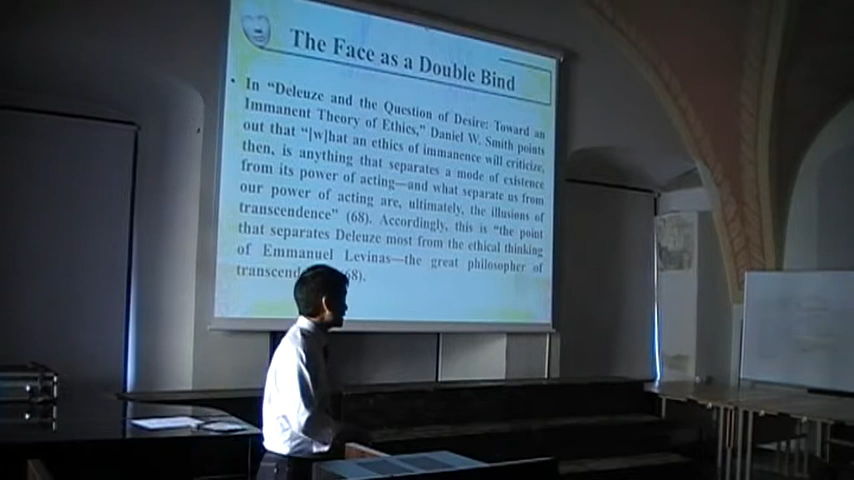 The Face as a Double Bind
• In “Deleuze and the Question of Desire: Toward an
Immanent Theory of Ethics,” Daniel W. Smith points
out that “[w]hat an ethics of immanence will criticize,
then, is anything that separates a mode of existence
from its power of acting—and what separate us from
our power of acting are, ultimately, the illusions of
transcendence” (68). Accordingly, this is “the point
that separates Deleuze most from the ethical thinking
of Emmanuel Levinas—the great philosopher of
68).